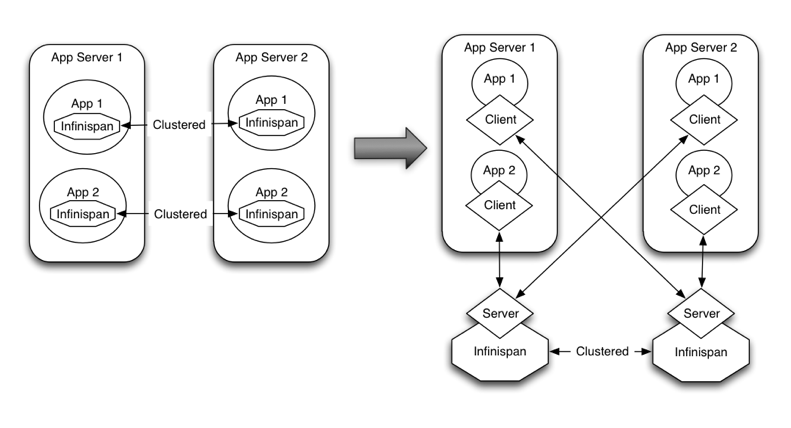 App Server 1
App 1
Infinispan
App 2
Infinispan
Clustered
Clustered
App Server 2
App 1
Infinispan
App 2
Infinispan
App Server 1
App 1
Client
App 2
Client
App Server 2
App 1
Client
App 2
Client
Server
Infinispan
Clustered
Server
Infinispan